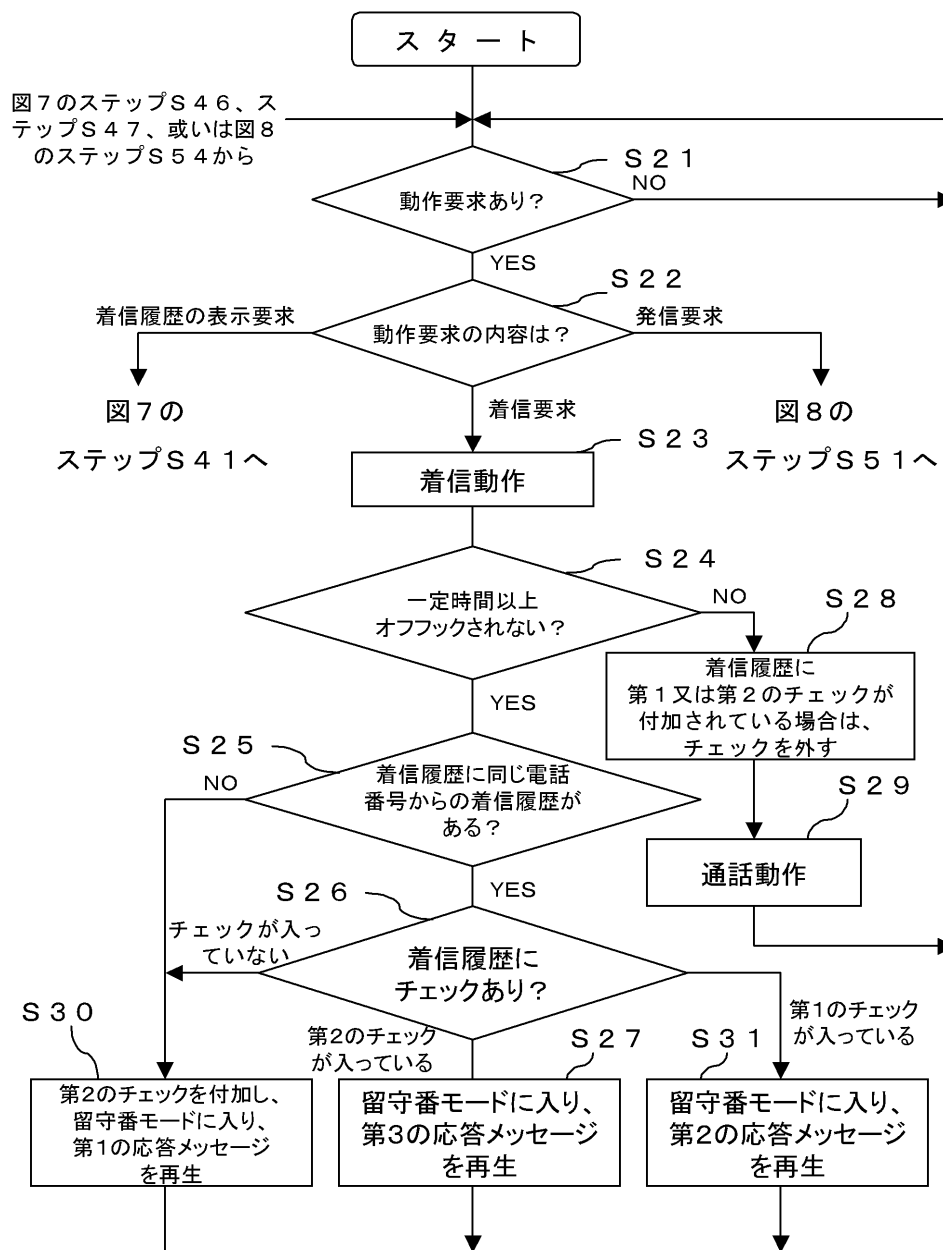 スタート
図７のステップＳ４６、ス
テップＳ４７、或いは図８
のステップＳ５４から
Ｓ２１
NO
動作要求あり？
YES
Ｓ２２
着信履歴の表示要求
動作要求の内容は？
発信要求
図７の
ステップＳ４１へ
着信要求
図８の
ステップＳ５１へ
Ｓ２３
着信動作
Ｓ２４
一定時間以上
オフフックされない？
NO
Ｓ２８
着信履歴に
第１又は第２のチェックが
付加されている場合は、
チェックを外す
YES
Ｓ２５
NO
着信履歴に同じ電話
番号からの着信履歴が
ある？
Ｓ２９
通話動作
YES
Ｓ２６
チェックが入っ
ていない
着信履歴に
チェックあり？
Ｓ３０
第2のチェック
が入っている
Ｓ２７
第1のチェック
が入っている
Ｓ３１
第2のチェックを付加し、
留守番モードに入り、
第1の応答メッセージ
を再生
留守番モードに入り、
第3の応答メッセージ
を再生
留守番モードに入り、
第2の応答メッセージ
を再生